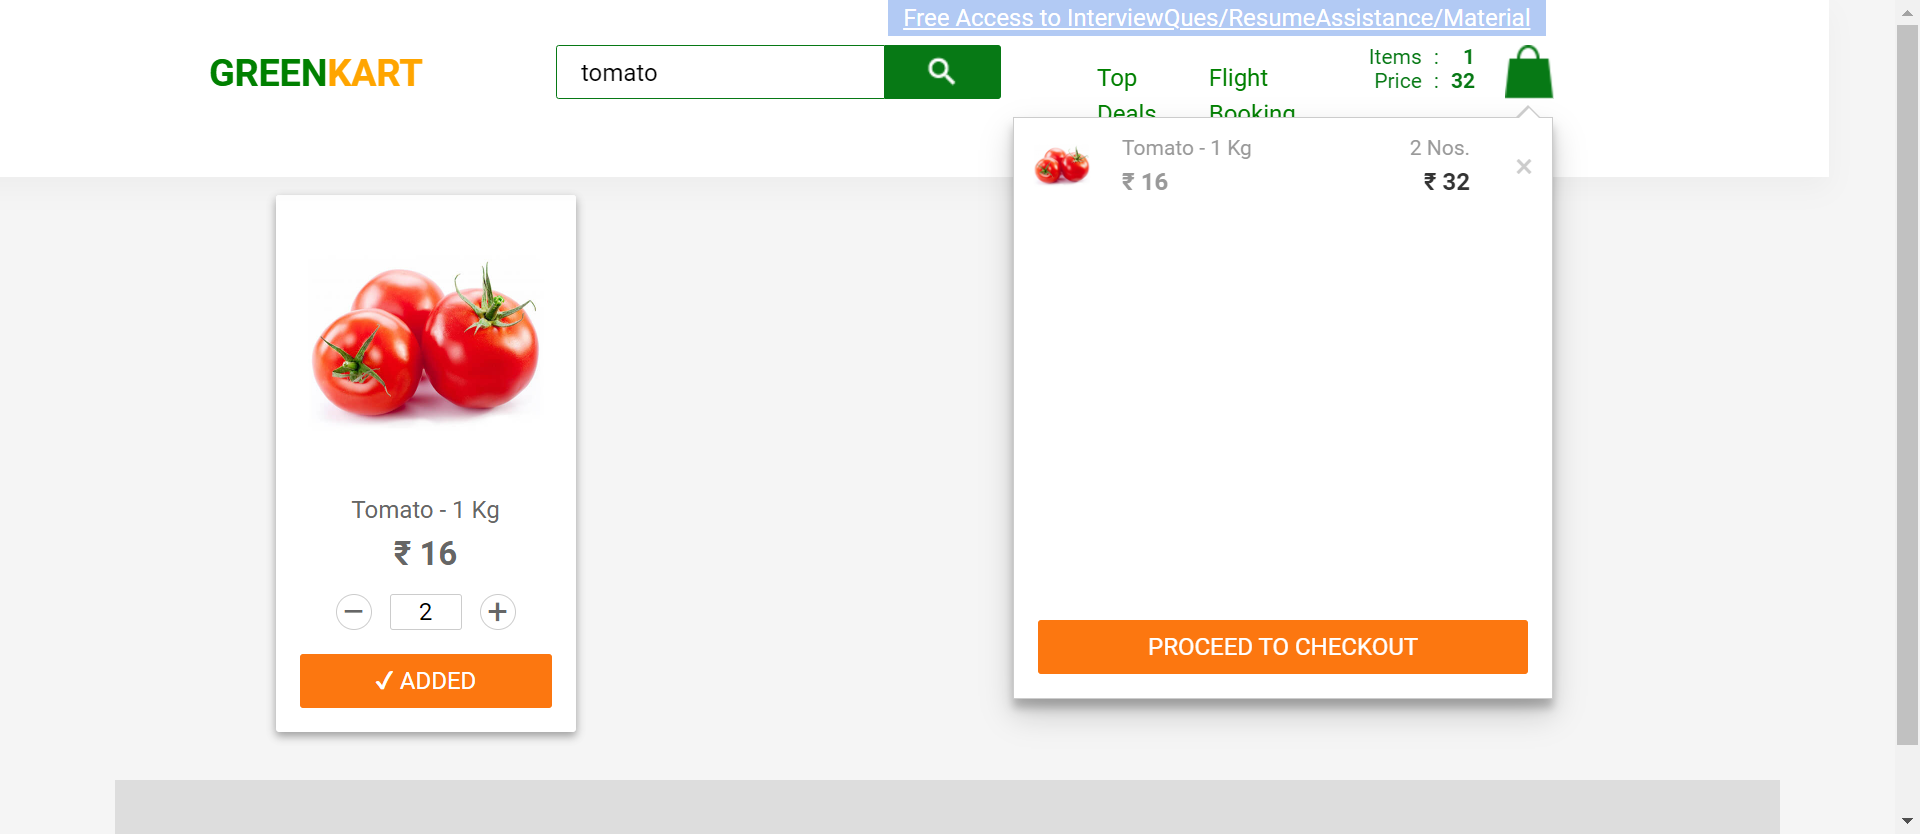 Free Access to InterviewQues/ResumeAssistance/Material
GREENKART
tomato
Top
Deals
Flight
Booking
Items : 1
Price : 32
Tomato - 1 Kg
₹ 16
2 Nos.
₹ 32
×
PROCEED TO CHECKOUT
Tomato - 1 Kg
₹ 16
− 2 +
✓ ADDED